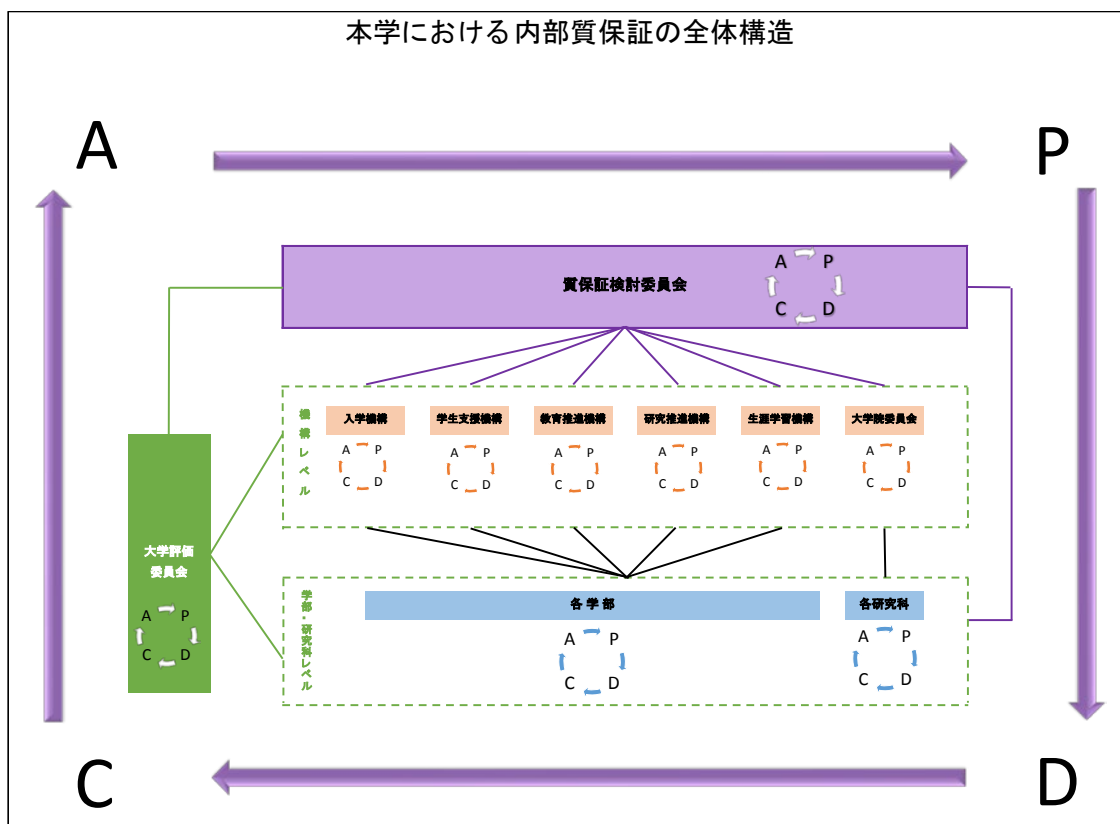 本学における内部質保証の全体構造
A
P
質保証検討委員会
A P
C D
機構レベル
入学機構
学生支援機構
教育推進機構
研究推進機構
生涯学習機構
大学院委員会
A P
C D
A P
C D
A P
C D
A P
C D
A P
C D
A P
C D
大学評価
委員会
A P
C D
学部・研究科レベル
各学部
各研究科
A P
C D
A P
C D
C
D